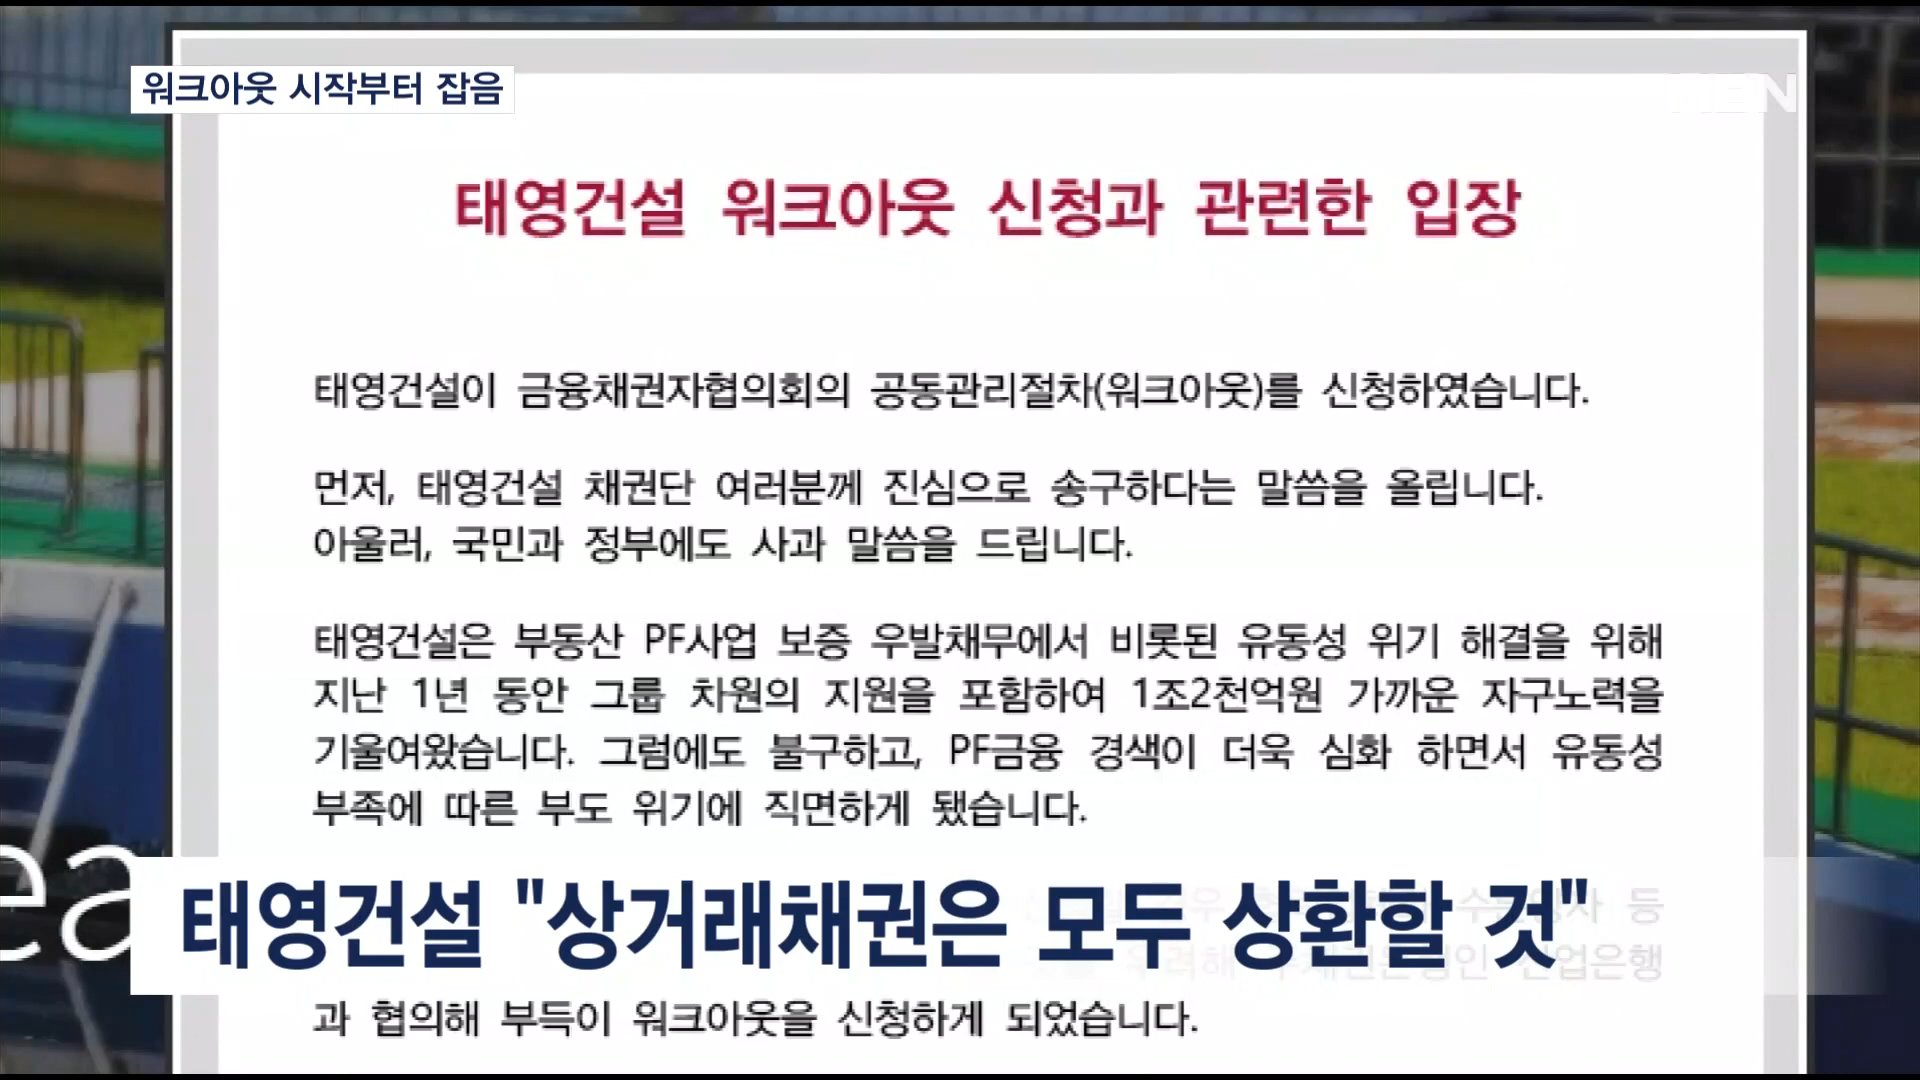 워크아웃 시작부터 잡음
태영건설 워크아웃 신청과 관련한 입장
태영건설이 금융채권자협의회의 공동관리절차(워크아웃)를 신청하였습니다.
먼저, 태영건설 채권단 여러분께 진심으로 송구하다는 말씀을 올립니다.
아울러, 국민과 정부에도 사과 말씀을 드립니다.
태영건설은 부동산 PF사업 보증 우발채무에서 비롯된 유동성 위기 해결을 위해
지난 1년 동안 그룹 차원의 지원을 포함하여 1조2천억원 가까운 자구노력을
기울여왔습니다. 그럼에도 불구하고, PF금융 경색이 더욱 심화 하면서 유동성
부족에 따른 부도 위기에 직면하게 됐습니다.
등
ea
태영건설 "상거래채권은 모두 상환할 것"
과 협의해 부득이 워크아웃을 신청하게 되었습니다.